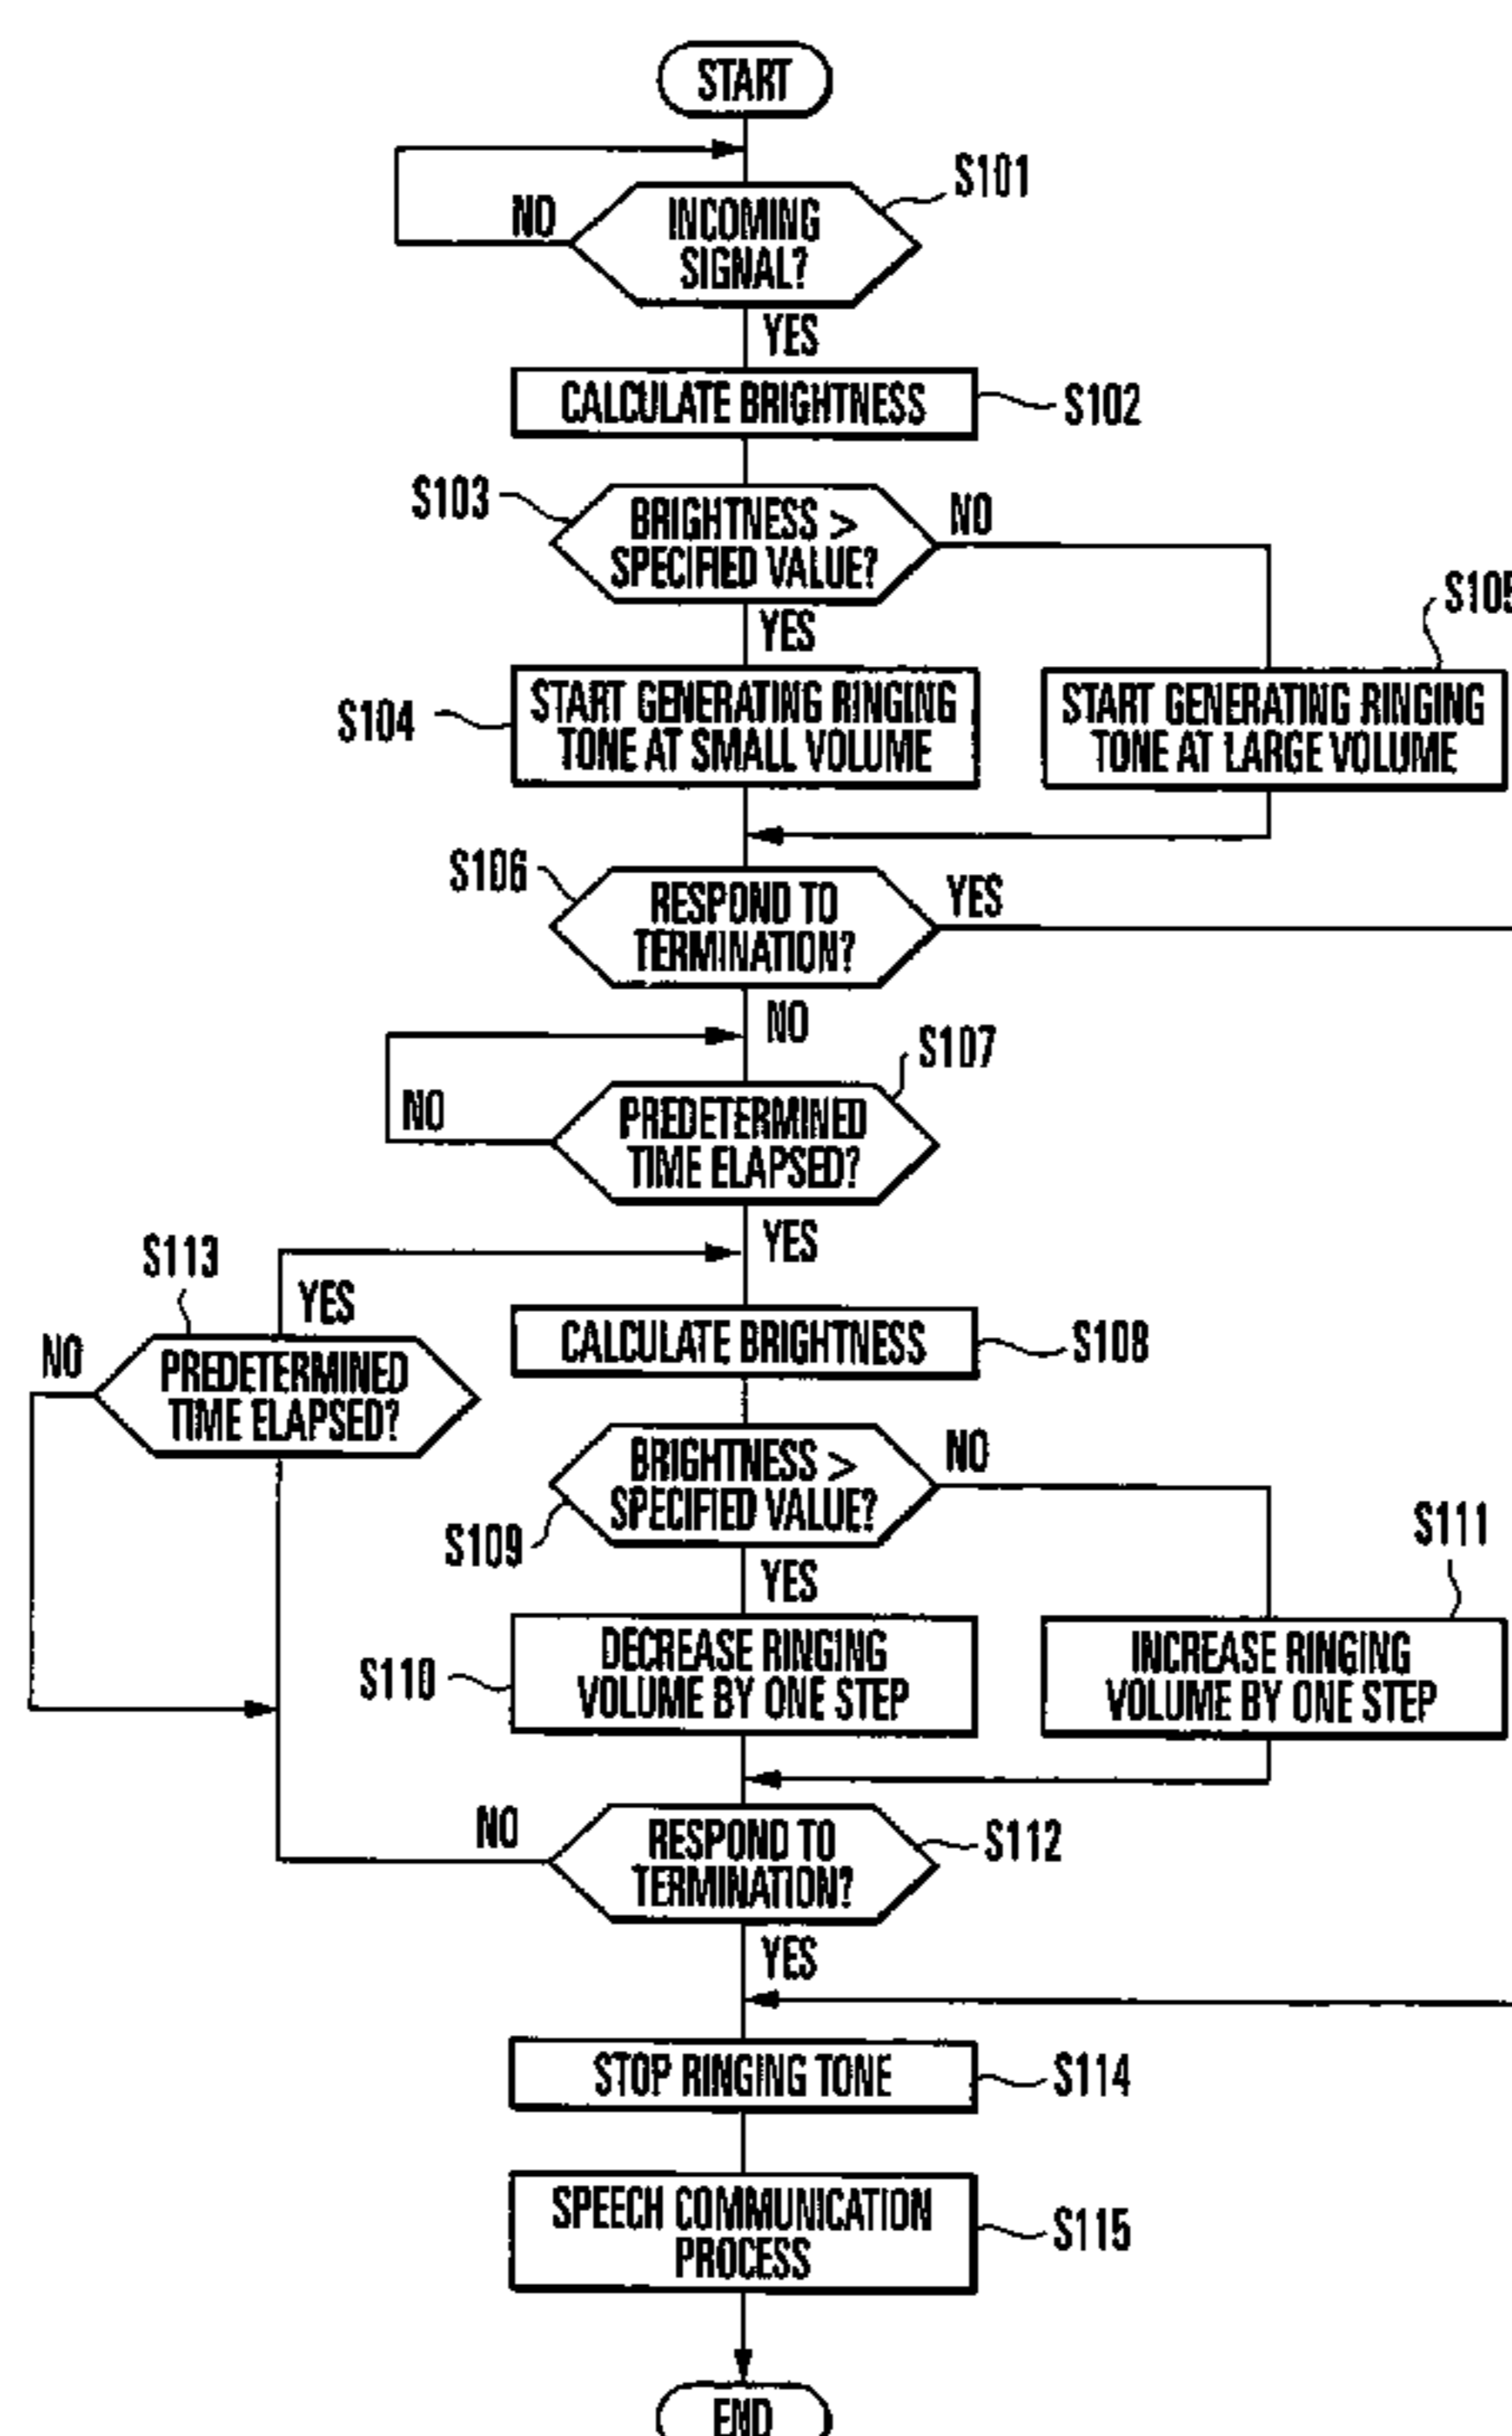 START
S101
NO
INCOMING
SIGNAL?
YES
CALCULATE BRIGHTNESS
S102
S103
BRIGHTNESS >
SPECIFIED VALUE?
NO
YES
S105
S104
START GENERATING RINGING
TONE AT SMALL VOLUME
START GENERATING RINGING
TONE AT LARGE VOLUME
S106
RESPOND TO
TERMINATION?
YES
NO
S107
NO
PREDETERMINED
TIME ELAPSED?
YES
S113
YES
NO
PREDETERMINED
TIME ELAPSED?
CALCULATE BRIGHTNESS
S108
BRIGHTNESS >
SPECIFIED VALUE?
NO
S109
YES
S111
S110
DECREASE RINGING
VOLUME BY ONE STEP
INCREASE RINGING
VOLUME BY ONE STEP
NO
RESPOND TO
TERMINATION?
S112
YES
STOP RINGING TONE
S114
SPEECH COMMUNICATION
PROCESS
S115
END